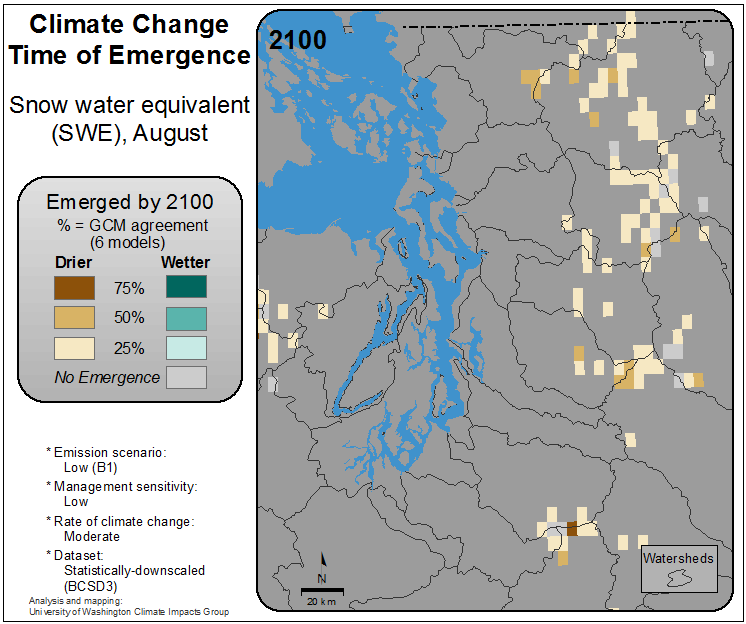 Climate Change
Time of Emergence
Snow water equivalent
(SWE), August
Emerged by 2100
% = GCM agreement
(6 models)
Drier Wetter
75%
50%
25%
No Emergence
* Emission scenario:
Low (B1)
* Management sensitivity:
Low
* Rate of climate change:
Moderate
* Dataset:
Statistically-downscaled
(BCSD3)
Analysis and mapping:
University of Washington Climate Impacts Group
2100
N
20 km
Watersheds